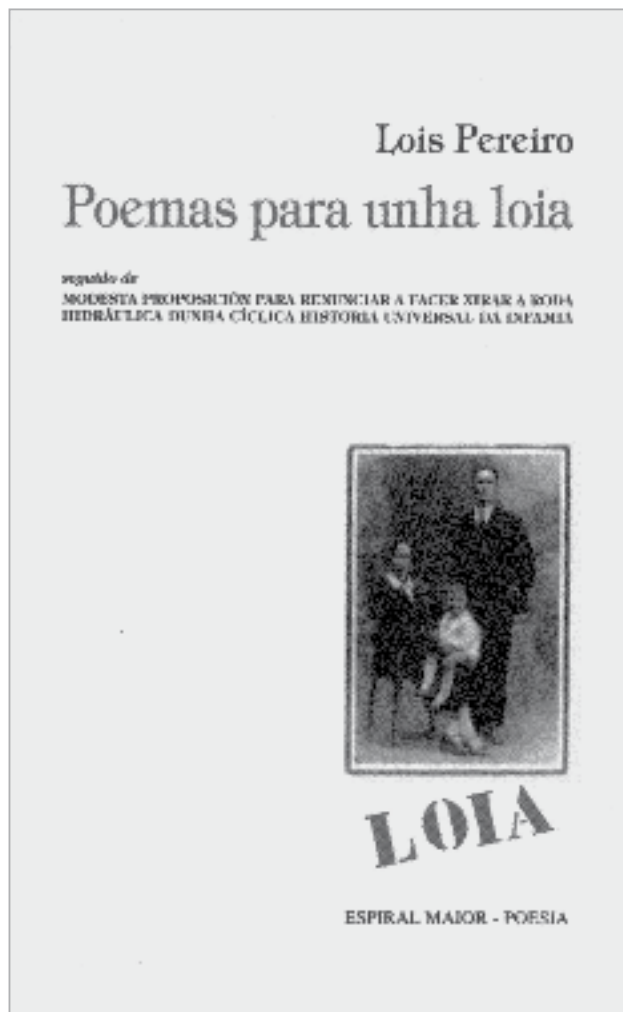 Lois Pereiro
Poemas para unha loia
seguido de
MODESTA PROPOSICIÓN PARA RENUNCIAR A FACER XIRAR A RODA
HIDRÁULICA DUNHA CÍCLICA HISTORIA UNIVERSAL DA INFAMIA
LOIA
ESPIRAL MAIOR - POESIA